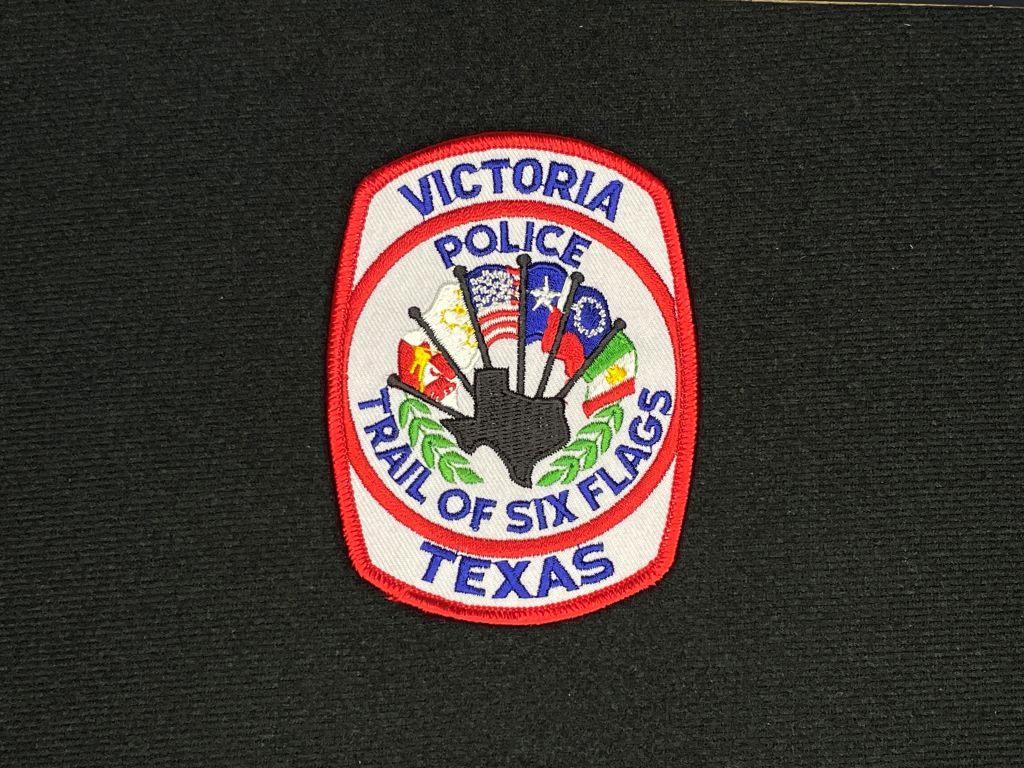 VICTORIA
POLICE
TRAIL OF SIX FLAGS
TEXAS